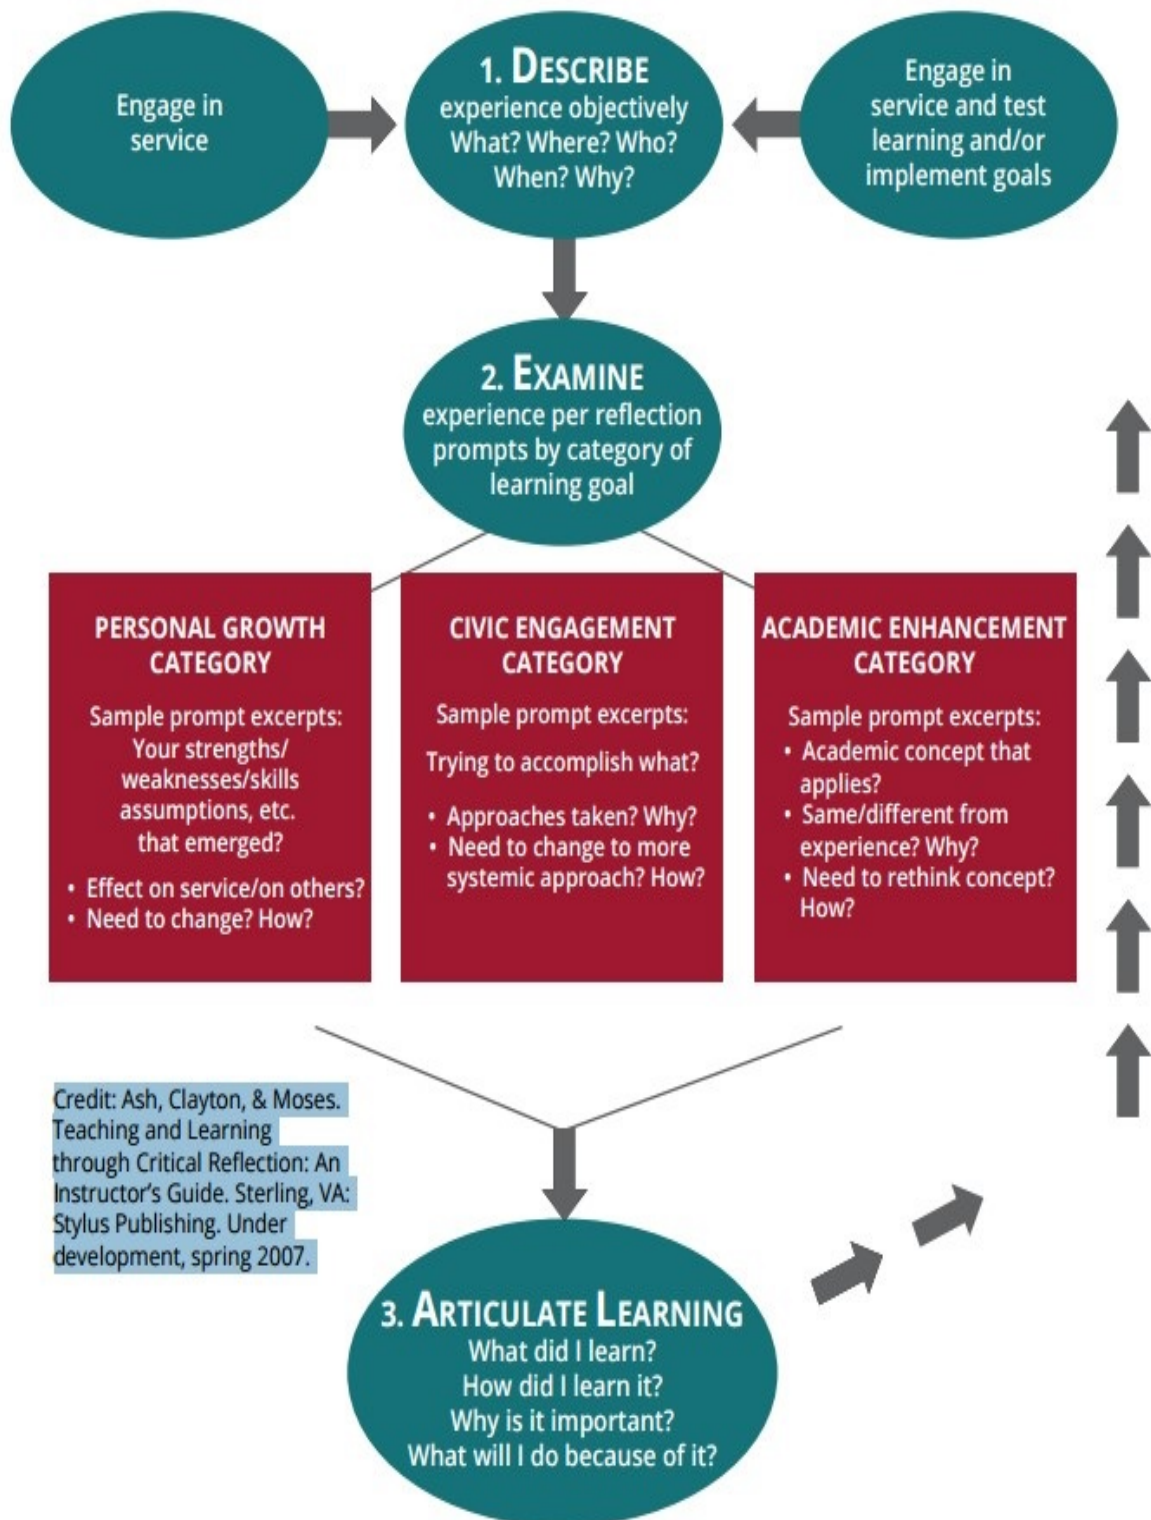 Engage in
service
1. DESCRIBE
experience objectively
What? Where? Who?
When? Why?
Engage in
service and test
learning and/or
implement goals
2. EXAMINE
experience per reflection
prompts by category of
learning goal
PERSONAL GROWTH
CATEGORY
Sample prompt excerpts:
Your strengths/
weaknesses/skills
assumptions, etc.
that emerged?
• Effect on service/on others?
• Need to change? How?
CIVIC ENGAGEMENT
CATEGORY
Sample prompt excerpts:
Trying to accomplish what?
• Approaches taken? Why?
• Need to change to more
systemic approach? How?
ACADEMIC ENHANCEMENT
CATEGORY
Sample prompt excerpts:
• Academic concept that
applies?
• Same/different from
experience? Why?
• Need to rethink concept?
How?
Credit: Ash, Clayton, & Moses.
Teaching and Learning
through Critical Reflection: An
Instructor's Guide. Sterling, VA:
Stylus Publishing. Under
development, spring 2007.
3. ARTICULATE LEARNING
What did I learn?
How did I learn it?
Why is it important?
What will I do because of it?